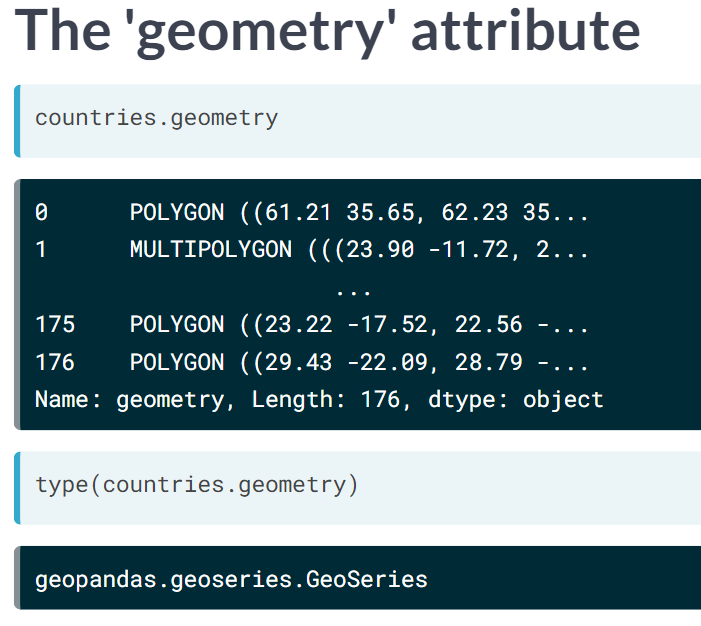 The 'geometry' attribute
countries.geometry
0      POLYGON ((61.21 35.65, 62.23 35...
1      MULTIPOLYGON (((23.90 -11.72, 2...
                      ...
175    POLYGON ((23.22 -17.52, 22.56 -...
176    POLYGON ((29.43 -22.09, 28.79 -...
Name: geometry, Length: 176, dtype: object
type(countries.geometry)
geopandas.geoseries.GeoSeries